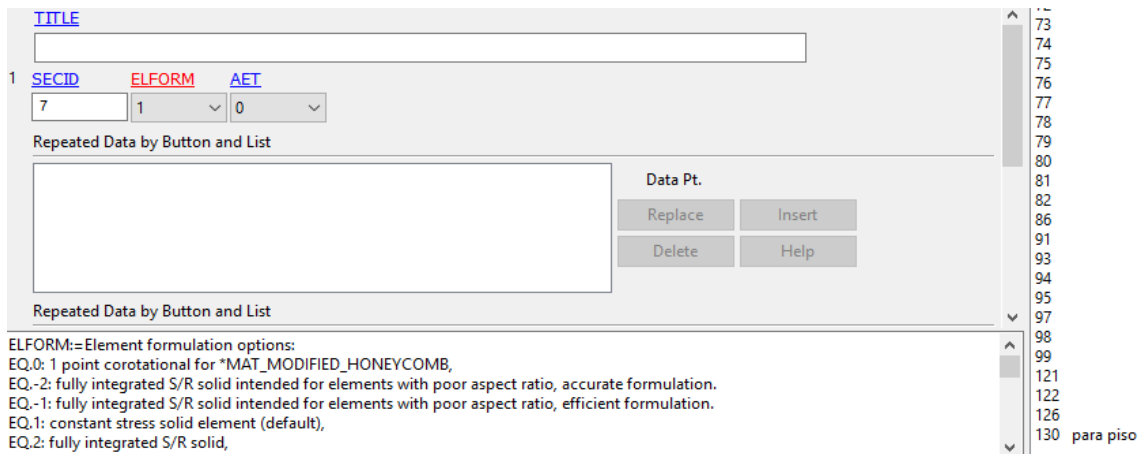 TITLE
73
74
75
1 SECID ELFORM AET
76
7 1 0
77
78
Repeated Data by Button and List
79
80
Data Pt.
81
82
Replace Insert
86
91
Delete Help
93
94
95
Repeated Data by Button and List
97
ELFORM:=Element formulation options:
98
EQ.0: 1 point corotational for *MAT_MODIFIED_HONEYCOMB,
99
EQ.-2: fully integrated S/R solid intended for elements with poor aspect ratio, accurate formulation.
121
EQ.-1: fully integrated S/R solid intended for elements with poor aspect ratio, efficient formulation.
122
EQ.1: constant stress solid element (default),
126
EQ.2: fully integrated S/R solid,
130 para piso